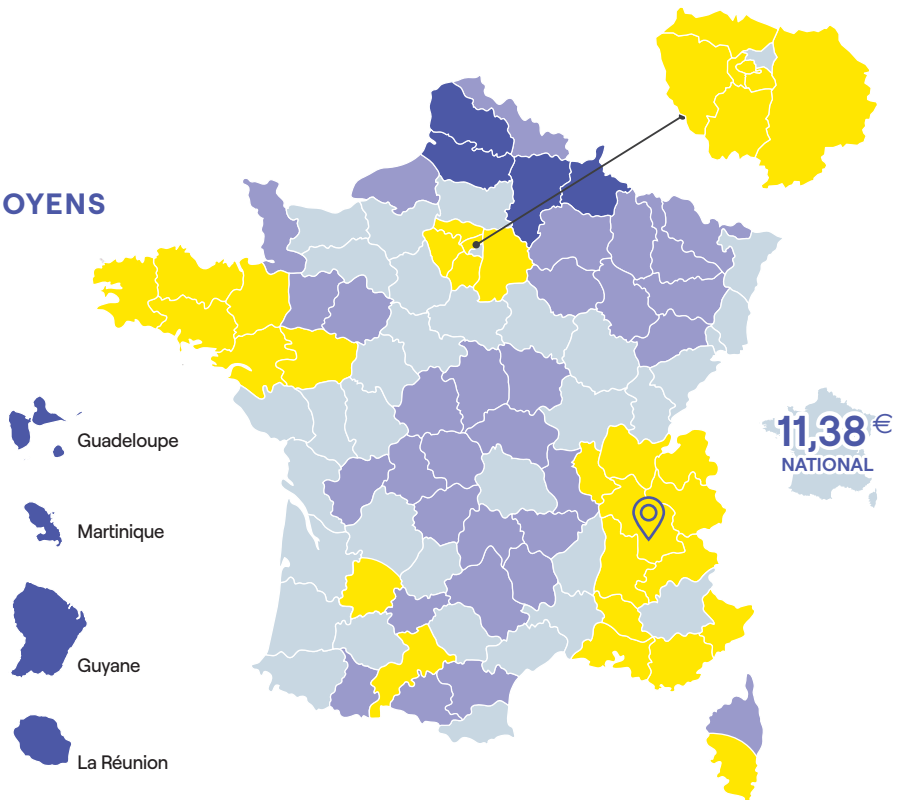 OYENS
Guadeloupe
Martinique
Guyane
La Réunion
11,38 €
NATIONAL